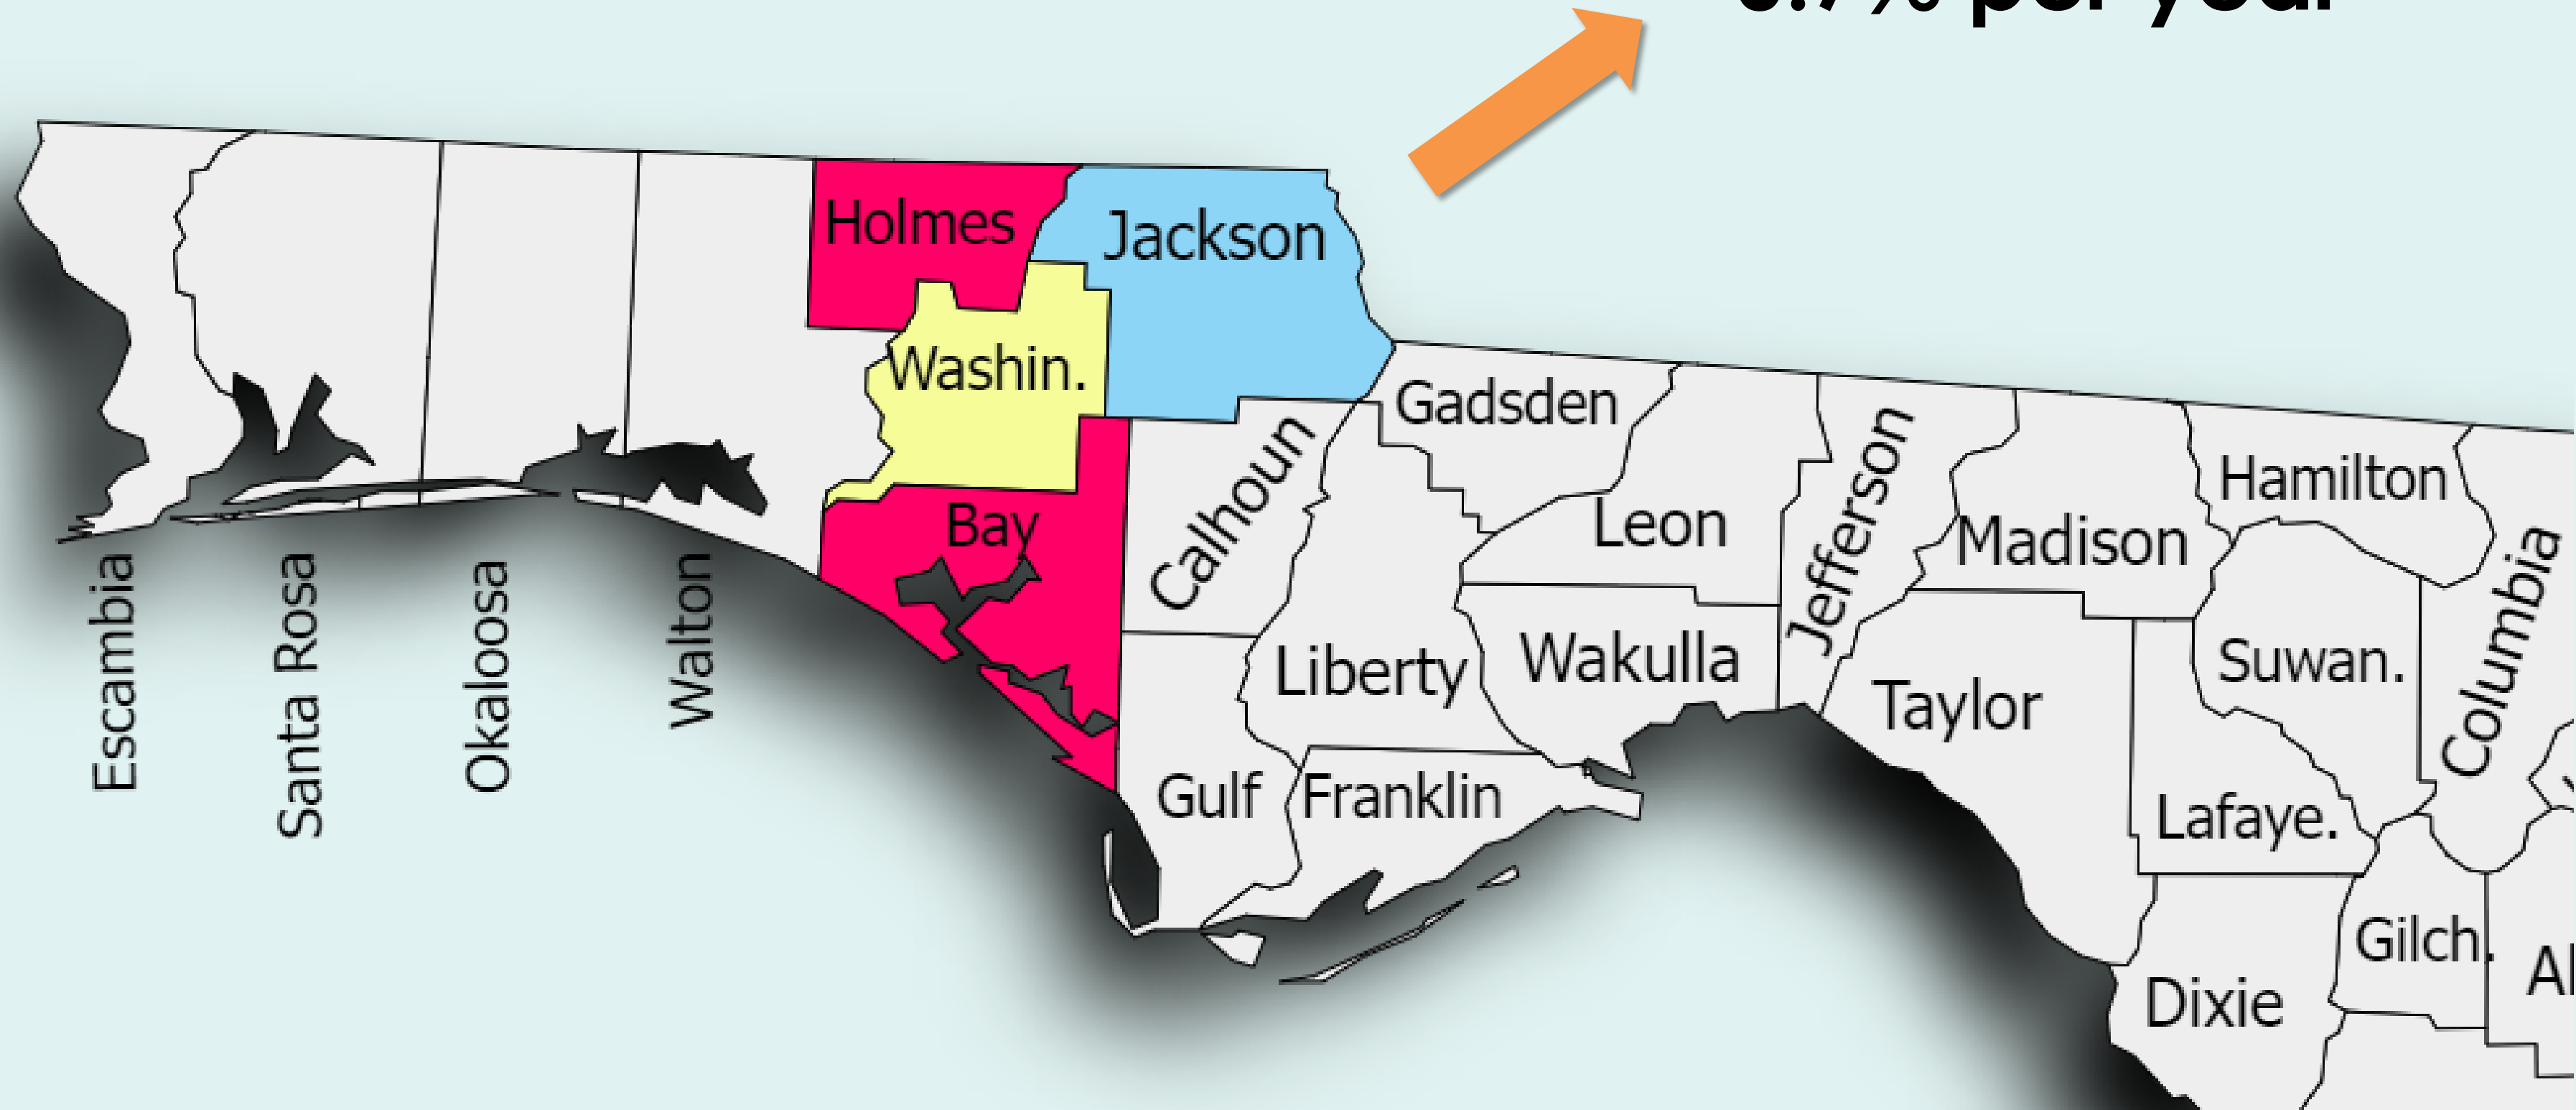 per year
Holmes
Jackson
Washin.
Gadsden
Calhoun
Jefferson
Hamilton
Bay
Leon
Madison
Columbia
Escambia
Santa Rosa
Okaloosa
Walton
Liberty
Wakulla
Suwan.
Taylor
Gulf
Franklin
Lafaye.
Gilch.
Dixie